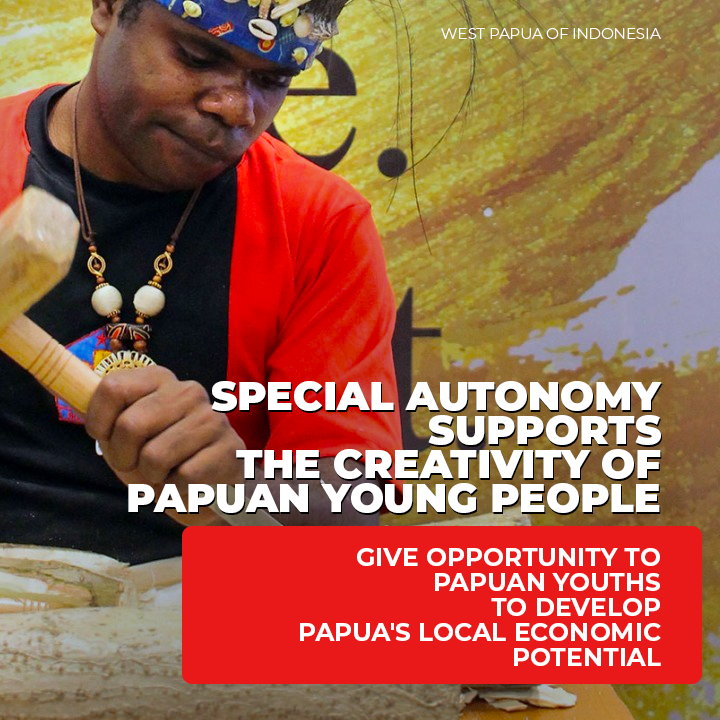 WEST PAPUA OF INDONESIA
e.
t
SPECIAL AUTONOMY
SUPPORTS
THE CREATIVITY OF
PAPUAN YOUNG PEOPLE
GIVE OPPORTUNITY TO
PAPUAN YOUTHS
TO DEVELOP
PAPUA'S LOCAL ECONOMIC
POTENTIAL